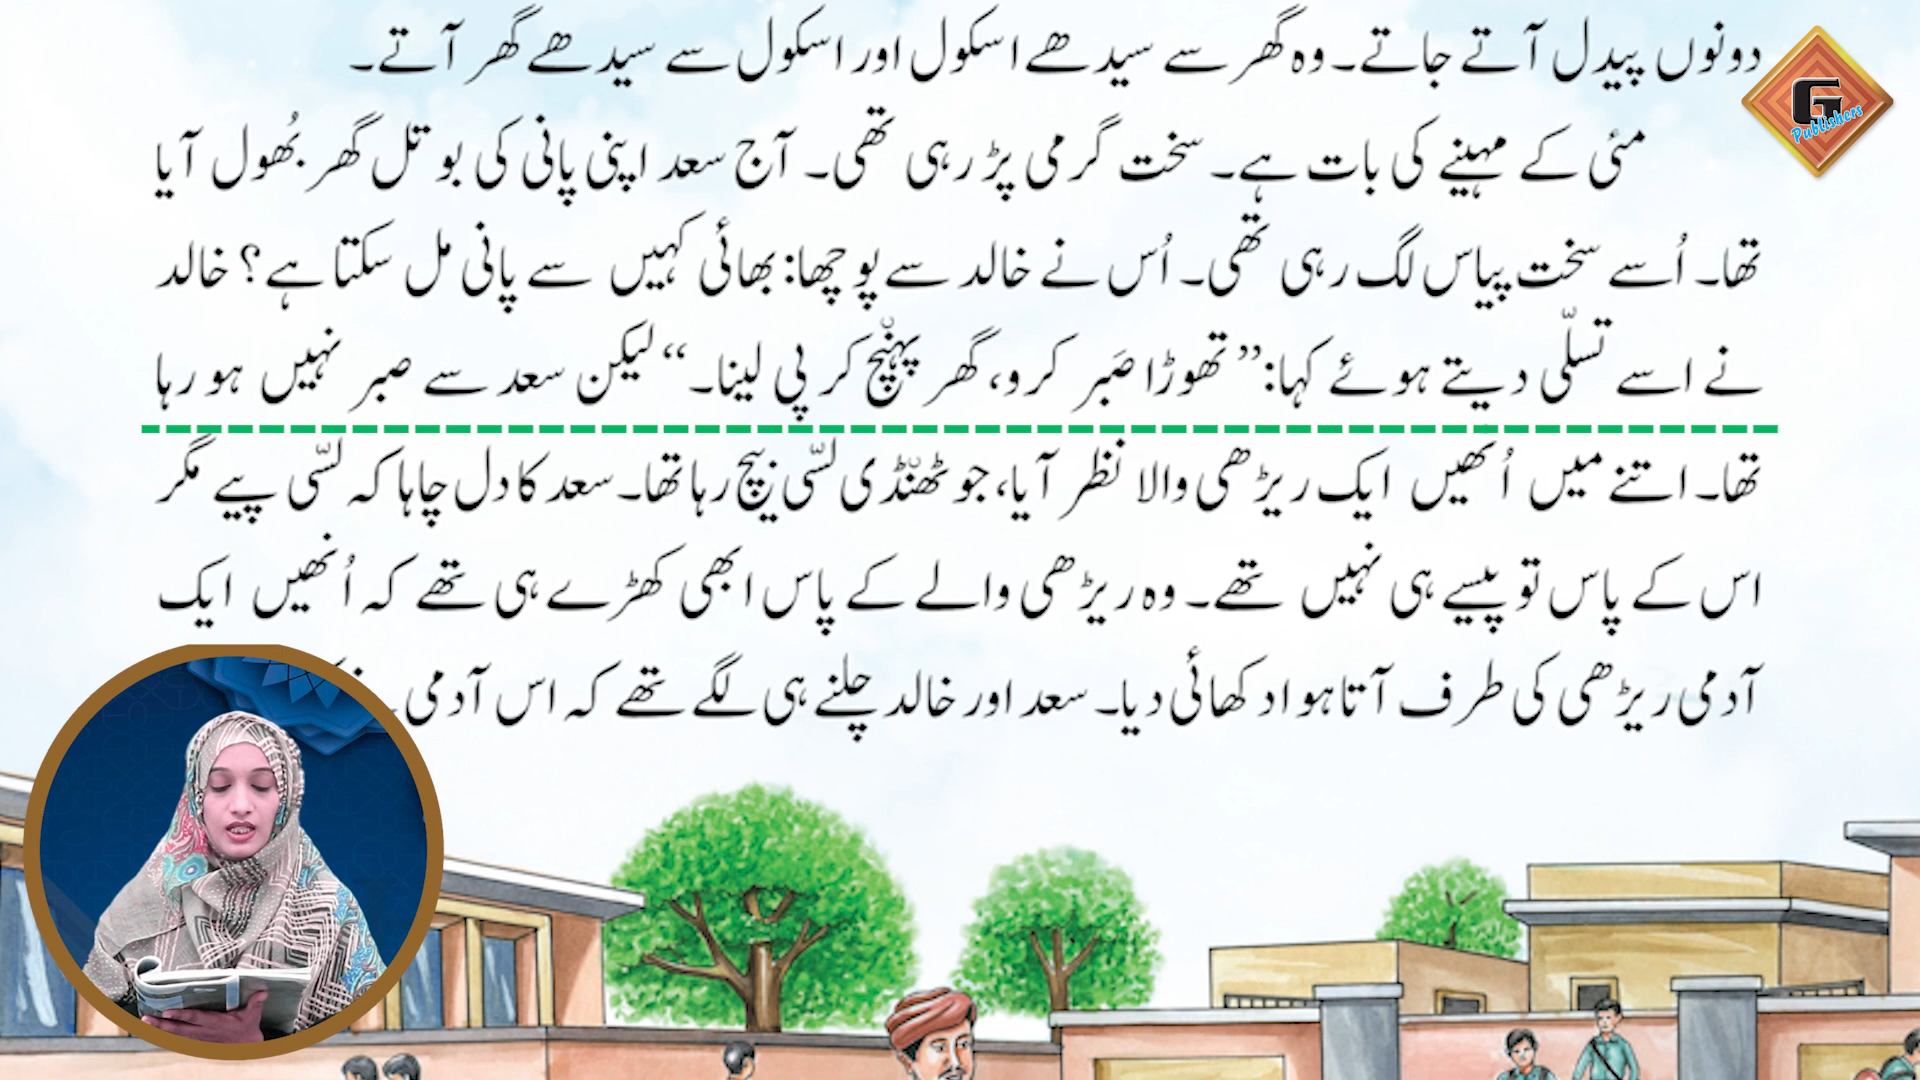 دونوں پیدل آتے جاتے۔ وہ گھر سے سیدھے اسکول اور اسکول سے سیدھے گھر آتے۔
مئی کے مہینے کی بات ہے۔ سخت گرمی پڑ رہی تھی۔ آج سعد اپنی پانی کی بوتل گھر بُھول آیا
تھا۔ اُسے سخت پیاس لگ رہی تھی۔ اُس نے خالد سے پوچھا: بھائی کہیں سے پانی مل سکتا ہے؟ خالد
نے اسے تسلّی دیتے ہوئے کہا: ”تھوڑا صَبر کرو، گھر پہنچ کر پی لینا۔“ لیکن سعد سے صبر نہیں ہو رہا
تھا۔ اتنے میں اُنھیں ایک ریڑھی والا نظر آیا، جو ٹھنڈی لسّی بیچ رہا تھا۔ سعد کا دل چاہا کہ لسّی پیے مگر
اس کے پاس تو پیسے ہی نہیں تھے۔ وہ ریڑھی والے کے پاس ابھی کھڑے ہی تھے کہ اُنھیں ایک
آدمی ریڑھی کی طرف آتا ہوا دکھائی دیا۔ سعد اور خالد چلنے ہی لگے تھے کہ اس آدمی
G
Publishers